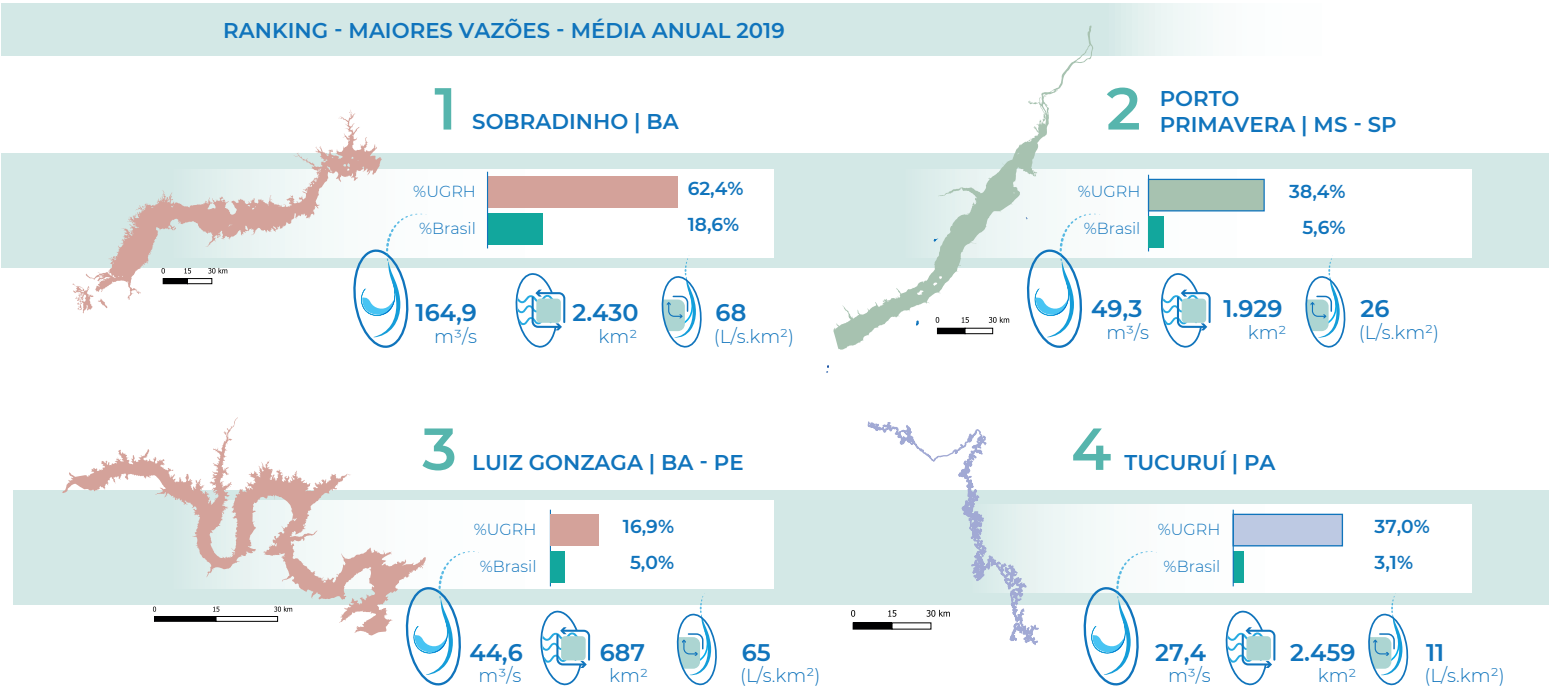 RANKING - MAIORES VAZÕES - MÉDIA ANUAL 2019
1 SOBRADINHO | BA
%UGRH 62,4%
%Brasil 18,6%
0 15 30 km
164,9 m³/s
2.430 km²
68 (L/s.km²)
2 PORTO
PRIMAVERA | MS - SP
%UGRH 38,4%
%Brasil 5,6%
0 15 30 km
49,3 m³/s
1.929 km²
26 (L/s.km²)
3 LUIZ GONZAGA | BA - PE
%UGRH 16,9%
%Brasil 5,0%
0 15 30 km
44,6 m³/s
687 km²
65 (L/s.km²)
4 TUCURUÍ | PA
%UGRH 37,0%
%Brasil 3,1%
0 15 30 km
27,4 m³/s
2.459 km²
11 (L/s.km²)